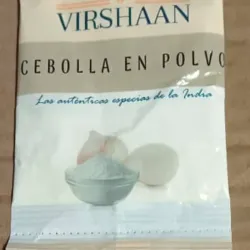 VIRSHAAN
CEBOLLA EN POLVO
Las auténticas especias de la India